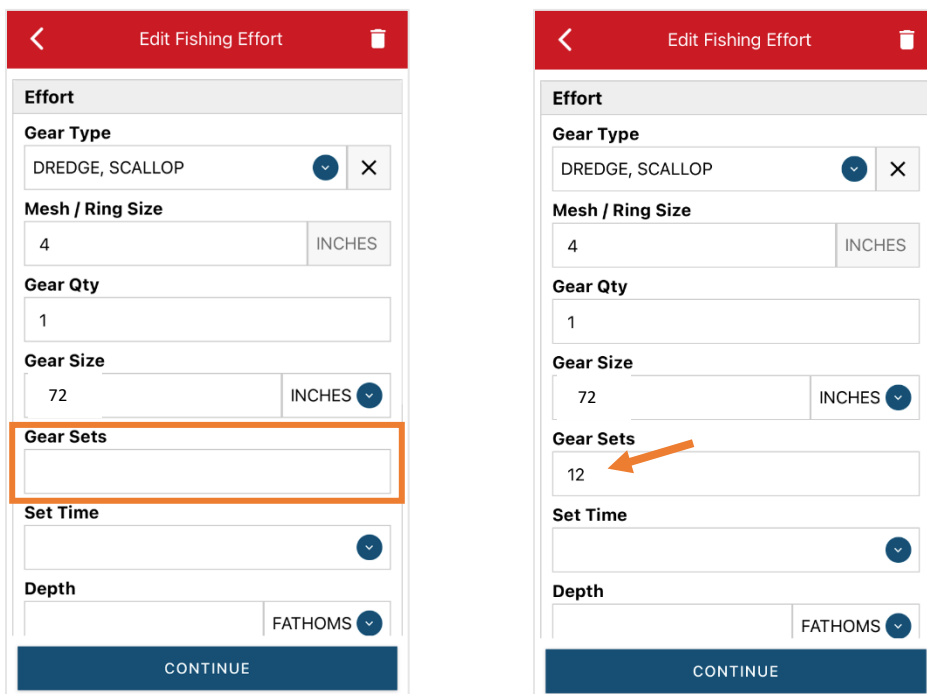 Edit Fishing Effort
Effort
Gear Type
DREDGE, SCALLOP
Mesh / Ring Size
4 INCHES
Gear Qty
1
Gear Size
72 INCHES
Gear Sets
Set Time
Depth
FATHOMS
CONTINUE
Edit Fishing Effort
Effort
Gear Type
DREDGE, SCALLOP
Mesh / Ring Size
4 INCHES
Gear Qty
1
Gear Size
72 INCHES
Gear Sets
12
Set Time
Depth
FATHOMS
CONTINUE